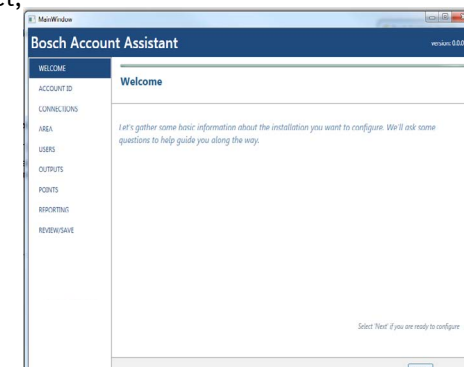 MainWindow
Bosch Account Assistant
version: 0.0.0
WELCOME
Welcome
ACCOUNT ID
CONNECTIONS
AREA
Let's gather some basic information about the installation you want to configure. We'll ask some
questions to help guide you along the way.
USERS
OUTPUTS
POINTS
REPORTING
REVIEW/SAVE
Select 'Next' if you are ready to configure